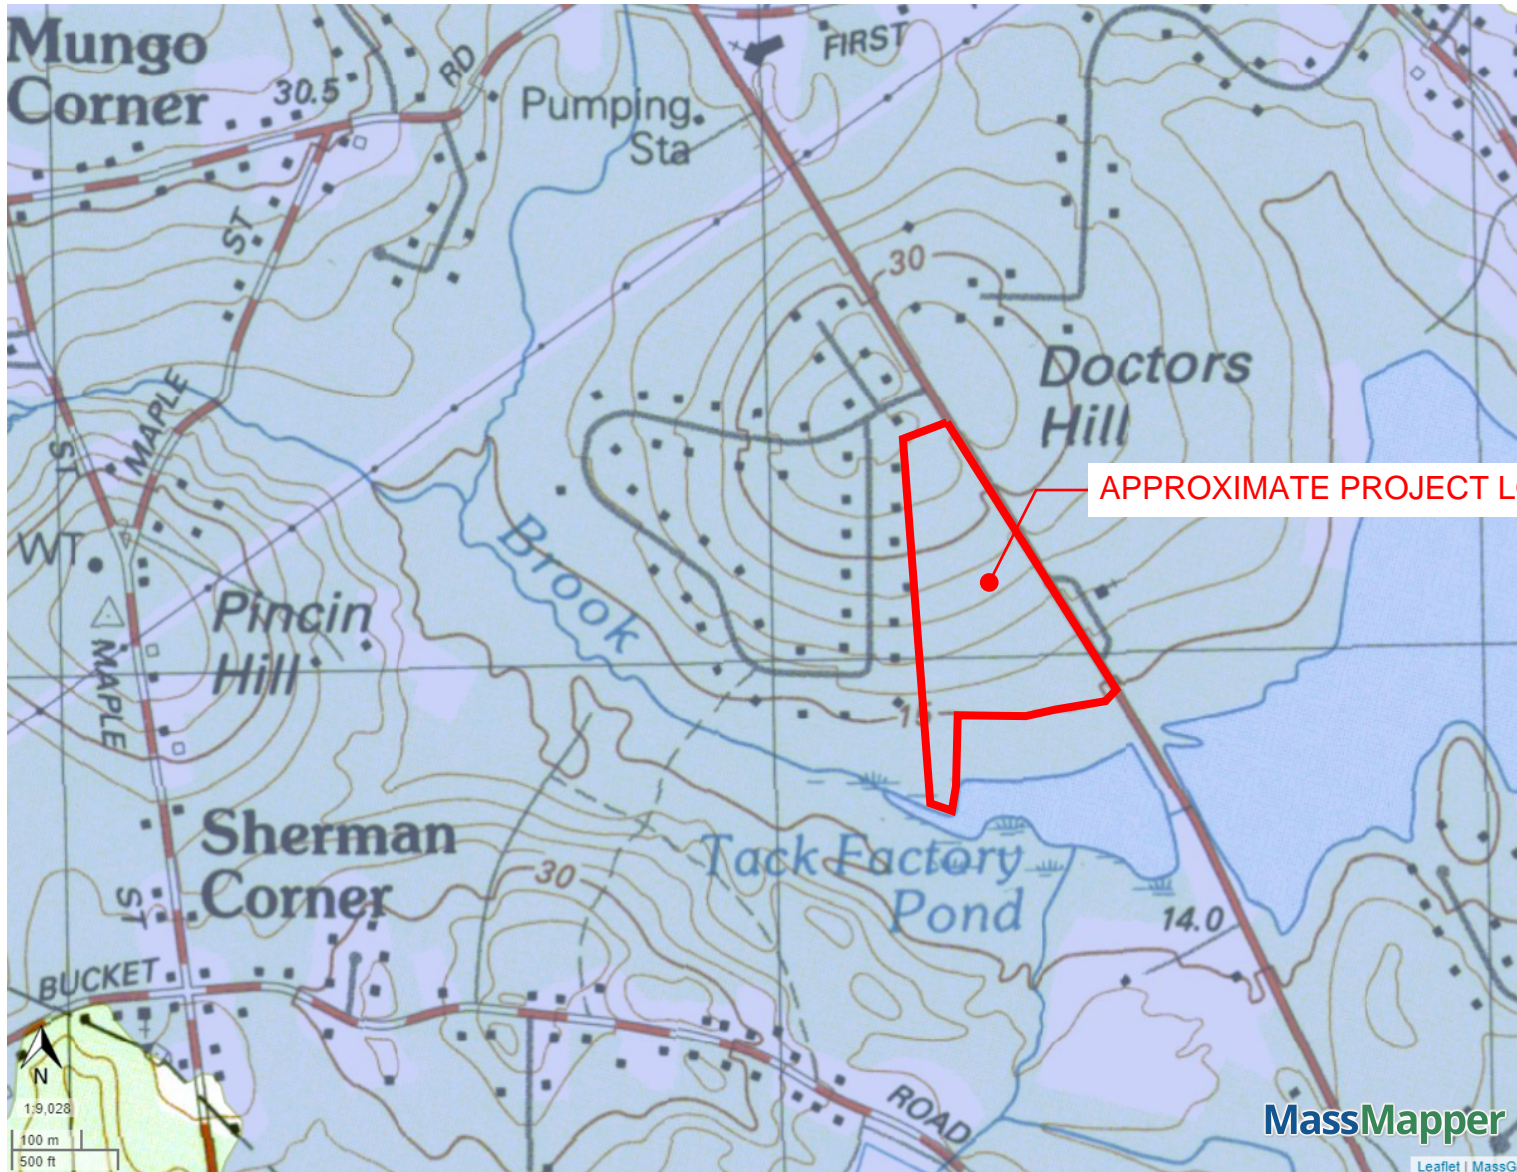 Mungo
Corner
30.5
RD
FIRST
Pumping
Sta
ST
30
Doctors
Hill
MAPLE
ST
APPROXIMATE PROJECT L
WT
Brook
Pincin
Hill
MAPLE
15
Sherman
Corner
30
Tack Factory
Pond
ST
14.0
BUCKET
ROAD
N
1:9,028
100 m
500 ft
MassMapper
Leaflet | MassG